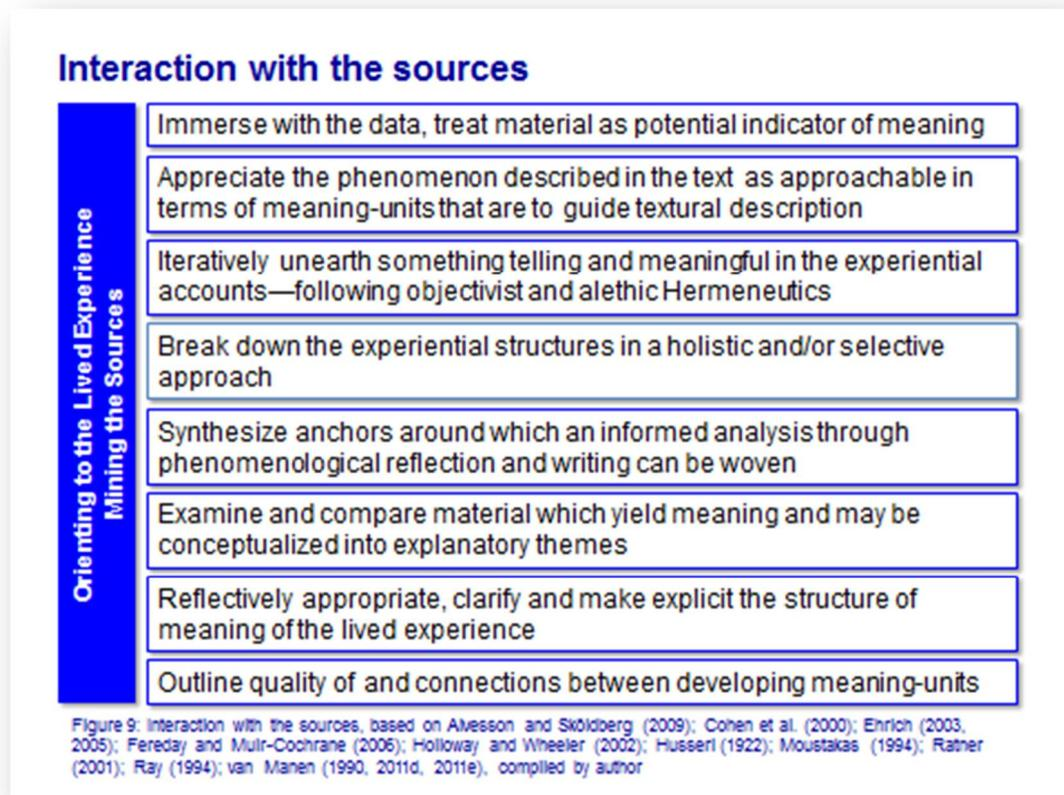 Interaction with the sources
Orienting to the Lived Experience
Mining the Sources
Immerse with the data, treat material as potential indicator of meaning
Appreciate the phenomenon described in the text as approachable in
terms of meaning-units that are to guide textural description
Iteratively unearth something telling and meaningful in the experiential
accounts—following objectivist and alethic Hermeneutics
Break down the experiential structures in a holistic and/or selective
approach
Synthesize anchors around which an informed analysis through
phenomenological reflection and writing can be woven
Examine and compare material which yield meaning and may be
conceptualized into explanatory themes
Reflectively appropriate, clarify and make explicit the structure of
meaning of the lived experience
Outline quality of and connections between developing meaning-units
Figure 9: Interaction with the sources, based on Alvesson and Sköldberg (2009); Cohen et al. (2000); Ehrich (2003,
2005); Fereday and Muir-Cochrane (2006); Holloway and Wheeler (2002); Husserl (1922); Moustakas (1994); Ratner
(2001); Ray (1994); van Manen (1990, 2011d, 2011e), compiled by author